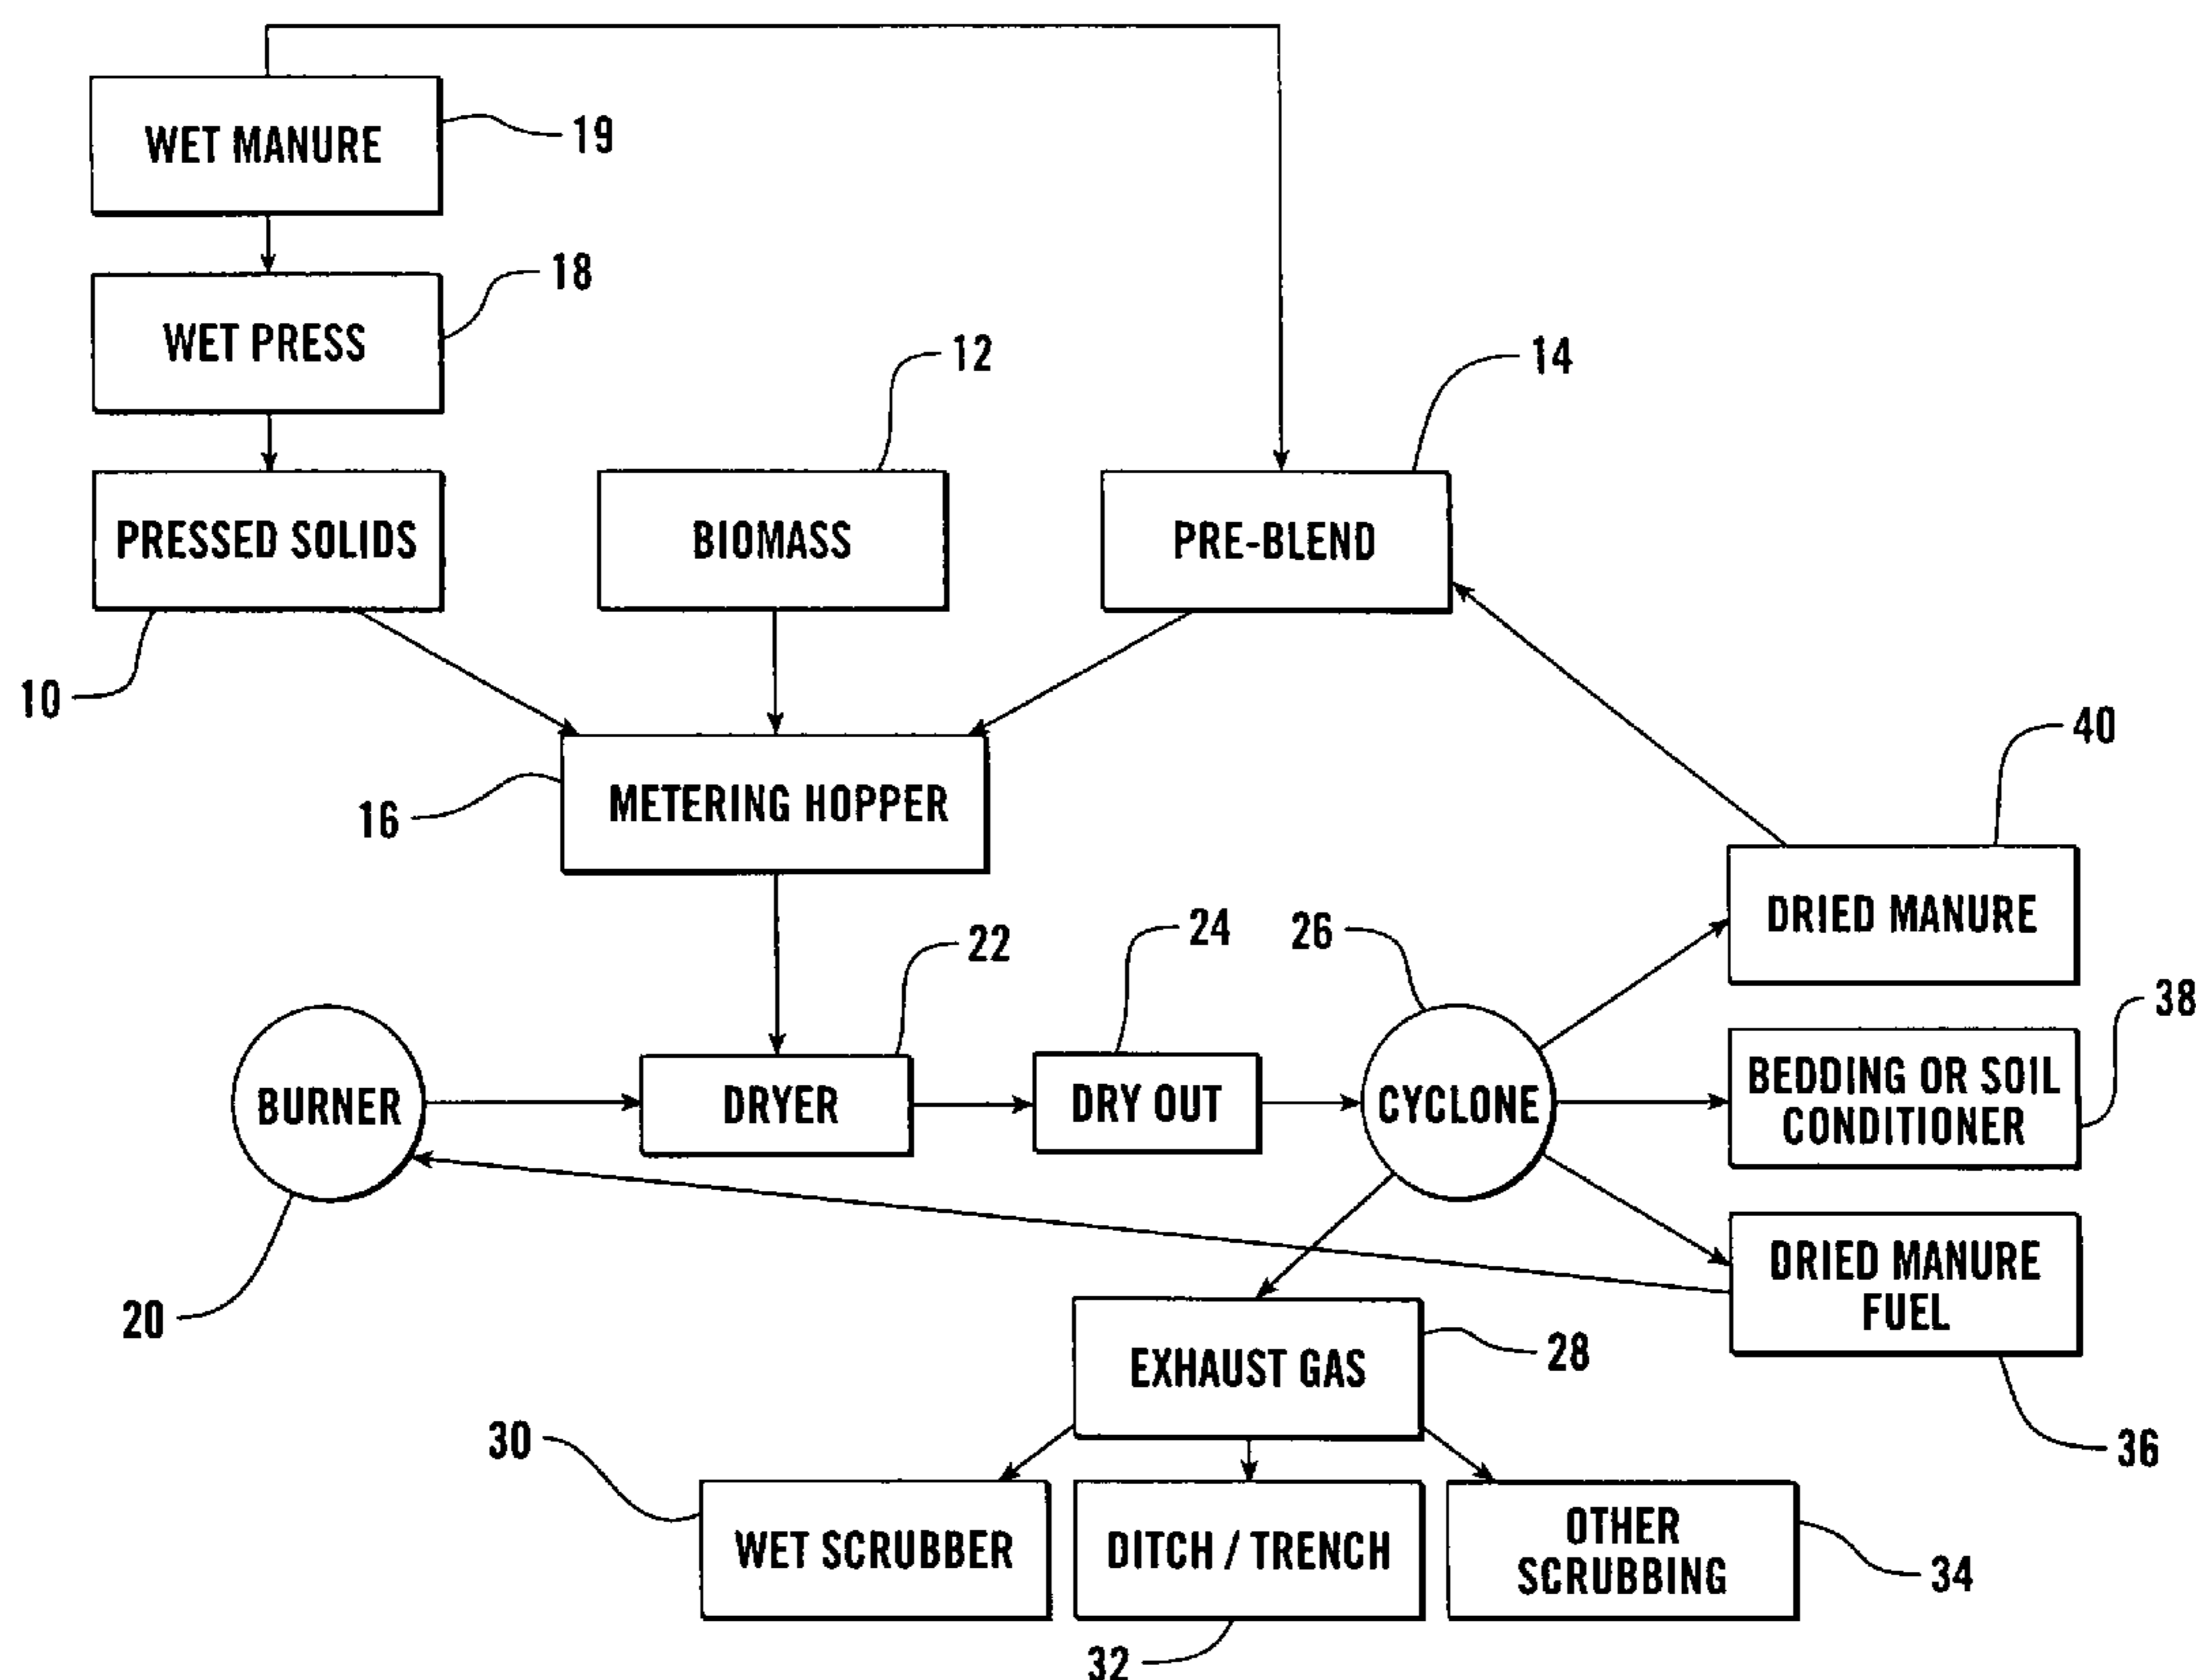 WET MANURE
19
WET PRESS
18
12
14
PRESSED SOLIDS
BIOMASS
PRE-BLEND
10
16
METERING HOPPER
40
DRIED MANURE
22
24
26
38
BURNER
DRYER
DRY OUT
CYCLONE
BEDDING OR SOIL
CONDITIONER
20
DRIED MANURE
FUEL
EXHAUST GAS
28
36
30
WET SCRUBBER
DITCH / TRENCH
OTHER
SCRUBBING
34
32